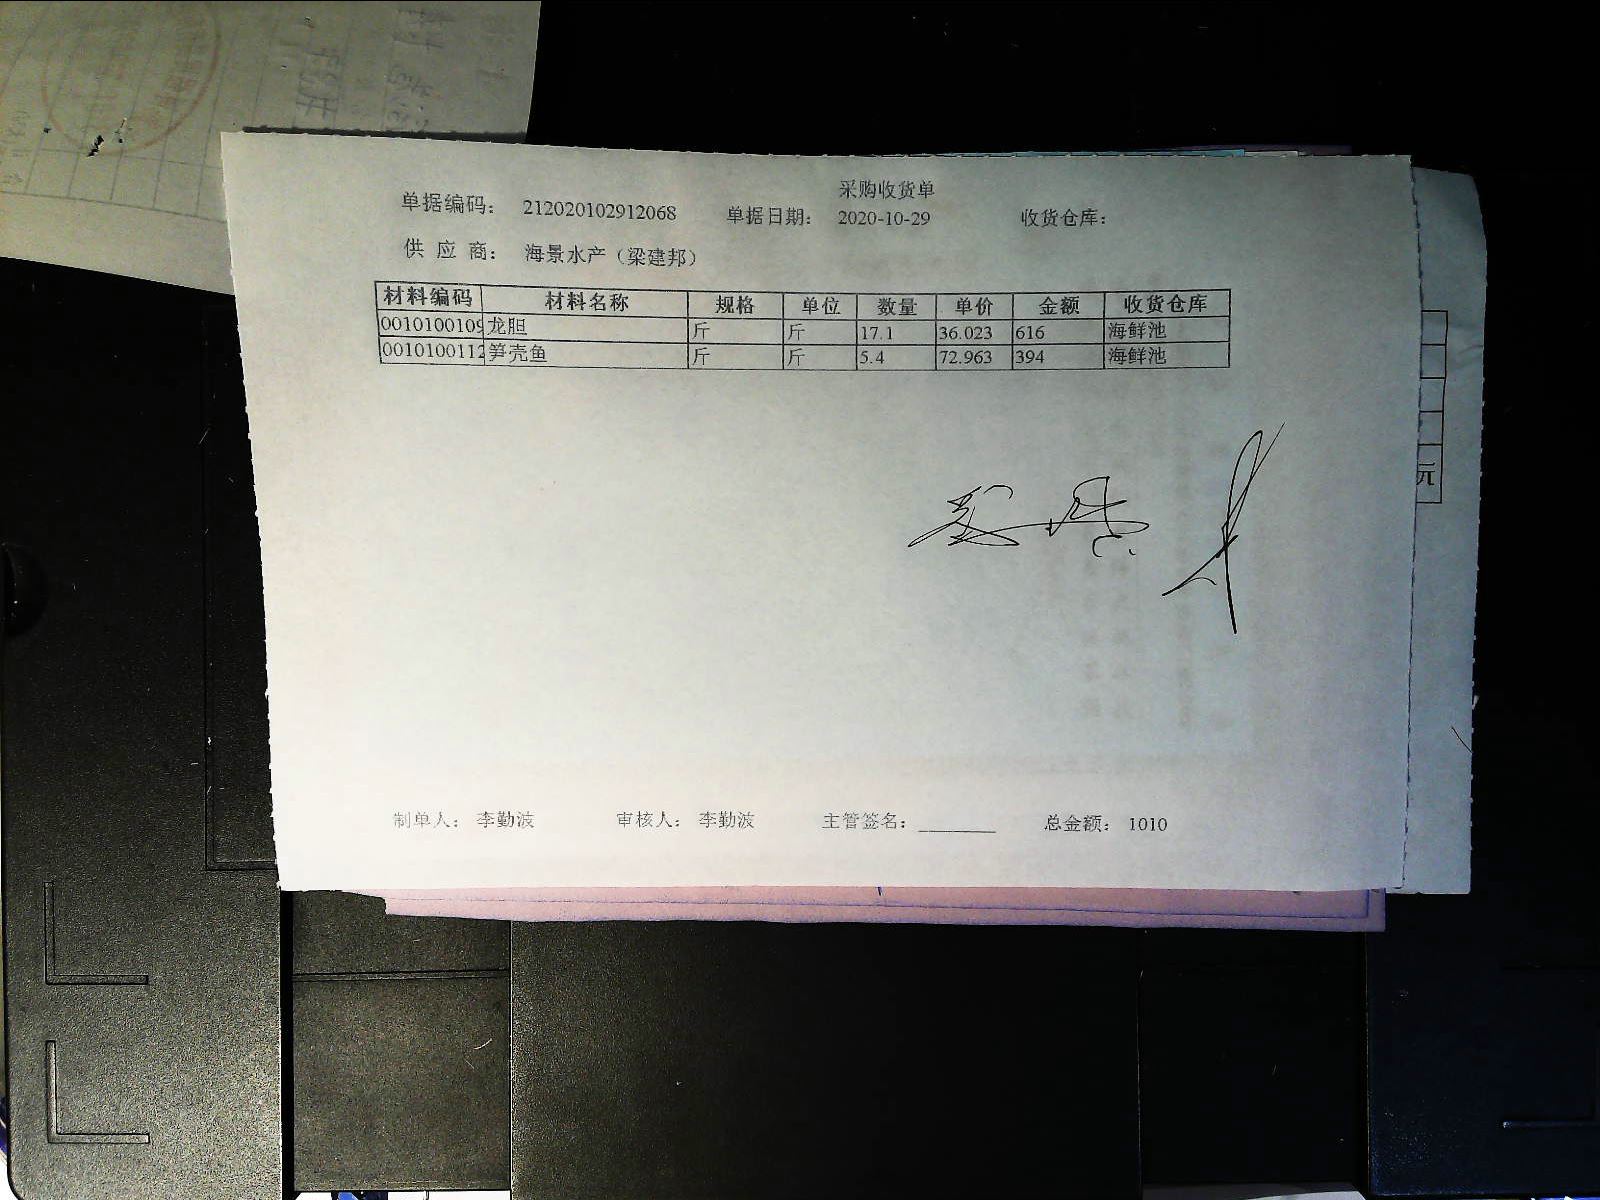 采购收货单
单据编码： 212020102912068 单据日期： 2020-10-29 收货仓库：
供 应 商： 海景水产（梁建邦）
材料编码 材料名称 规格 单位 数量 单价 金额 收货仓库
0010100109 龙胆 斤 斤 17.1 36.023 616 海鲜池
0010100112 笋壳鱼 斤 斤 5.4 72.963 394 海鲜池
元
制单人： 李勤波 审核人： 李勤波 主管签名：________ 总金额： 1010